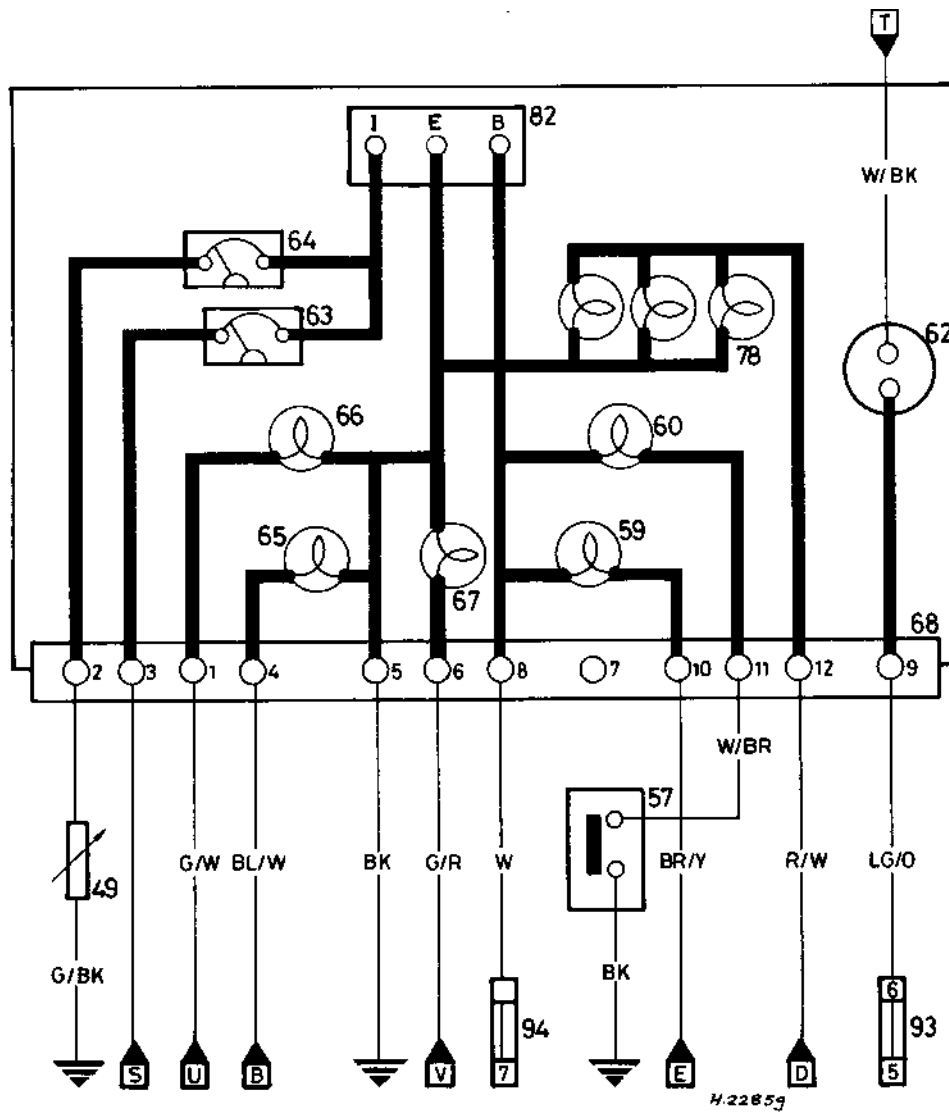 T
I E B 82
W/BK
64
63
62
78
66
60
65
59
67
68
2 3 1 4 5 6 8 7 10 11 12 9
W/BR
57
G/W BL/W BK G/R W BR/Y R/W LG/O
49
G/BK
BK
6
94
93
S U B V 7 E D 5
H.22859